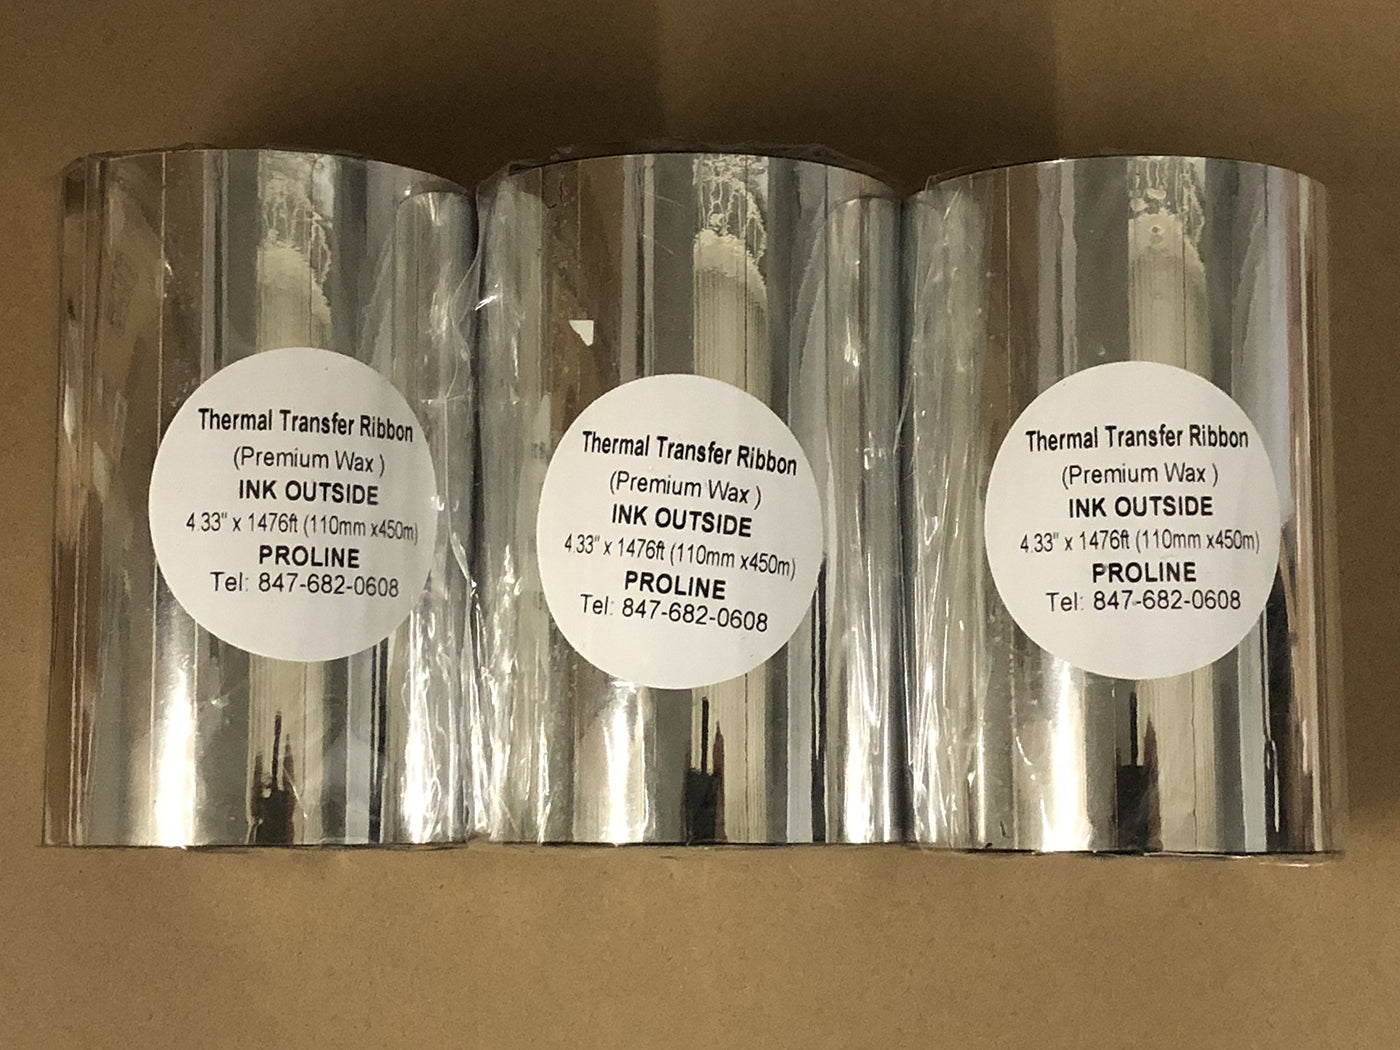 Thermal Transfer Ribbon
(Premium Wax )
INK OUTSIDE
4.33" x 1476ft (110mm x450m)
PROLINE
Tel: 847-682-0608
Thermal Transfer Ribbon
(Premium Wax )
INK OUTSIDE
4.33" x 1476ft (110mm x450m)
PROLINE
Tel: 847-682-0608
Thermal Transfer Ribbon
(Premium Wax )
INK OUTSIDE
4.33" x 1476ft (110mm x450m)
PROLINE
Tel: 847-682-0608